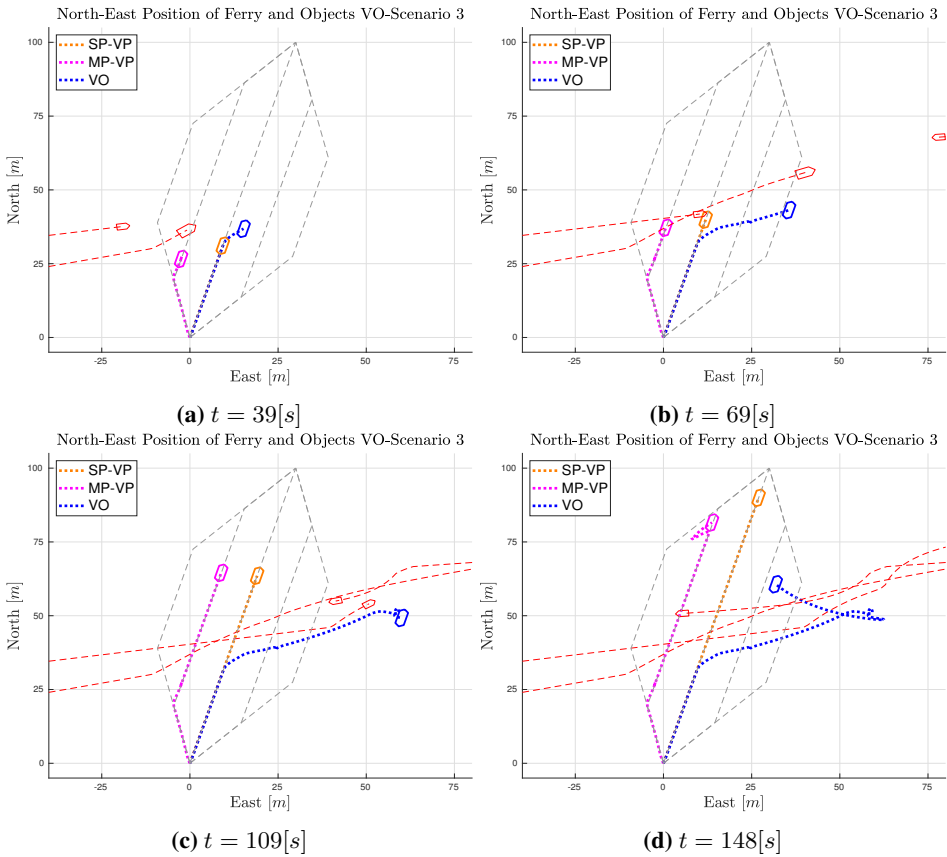 North-East Position of Ferry and Objects VO-Scenario 3
100
75
50
25
0
North [m]
SP-VP
MP-VP
VO
-25
0
25
50
75
East [m]
(a) t = 39[s]
North-East Position of Ferry and Objects VO-Scenario 3
100
75
50
25
0
North [m]
SP-VP
MP-VP
VO
-25
0
25
50
75
East [m]
(b) t = 69[s]
North-East Position of Ferry and Objects VO-Scenario 3
100
75
50
25
0
North [m]
SP-VP
MP-VP
VO
-25
0
25
50
75
East [m]
(c) t = 109[s]
North-East Position of Ferry and Objects VO-Scenario 3
100
75
50
25
0
North [m]
SP-VP
MP-VP
VO
-25
0
25
50
75
East [m]
(d) t = 148[s]